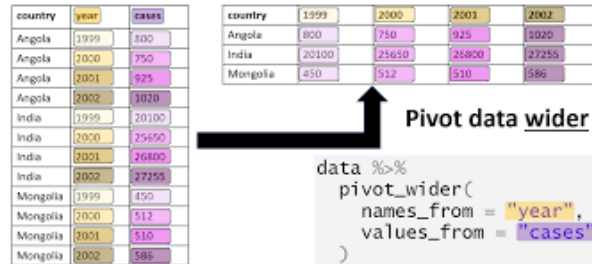 country year cases
Angola 1999 800
Angola 2000 750
Angola 2001 925
Angola 2002 1020
India 1999 20100
India 2000 25650
India 2001 26800
India 2002 27255
Mongolia 1999 450
Mongolia 2000 512
Mongolia 2001 510
Mongolia 2002 586
country 1999 2000 2001 2002
Angola 800 750 925 1020
India 20100 25650 26800 27255
Mongolia 450 512 510 586
Pivot data wider
data %>%
pivot_wider(
names_from = "year",
values_from = "cases"
)